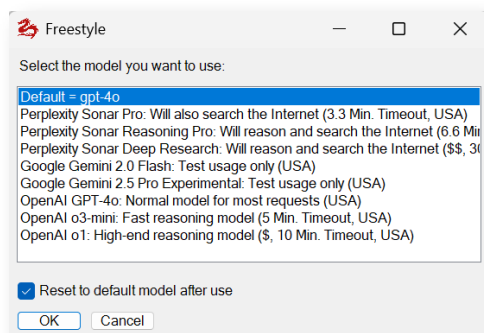 Freestyle
Select the model you want to use:
Default = gpt-4o
Perplexity Sonar Pro: Will also search the Internet (3.3 Min. Timeout, USA)
Perplexity Sonar Reasoning Pro: Will reason and search the Internet (6.6 Mi
Perplexity Sonar Deep Research: Will reason and search the Internet ($$, 30
Google Gemini 2.0 Flash: Test usage only (USA)
Google Gemini 2.5 Pro Experimental: Test usage only (USA)
OpenAI GPT-4o: Normal model for most requests (USA)
OpenAI o3-mini: Fast reasoning model (5 Min. Timeout, USA)
OpenAI o1: High-end reasoning model ($, 10 Min. Timeout, USA)
Reset to default model after use
OK Cancel